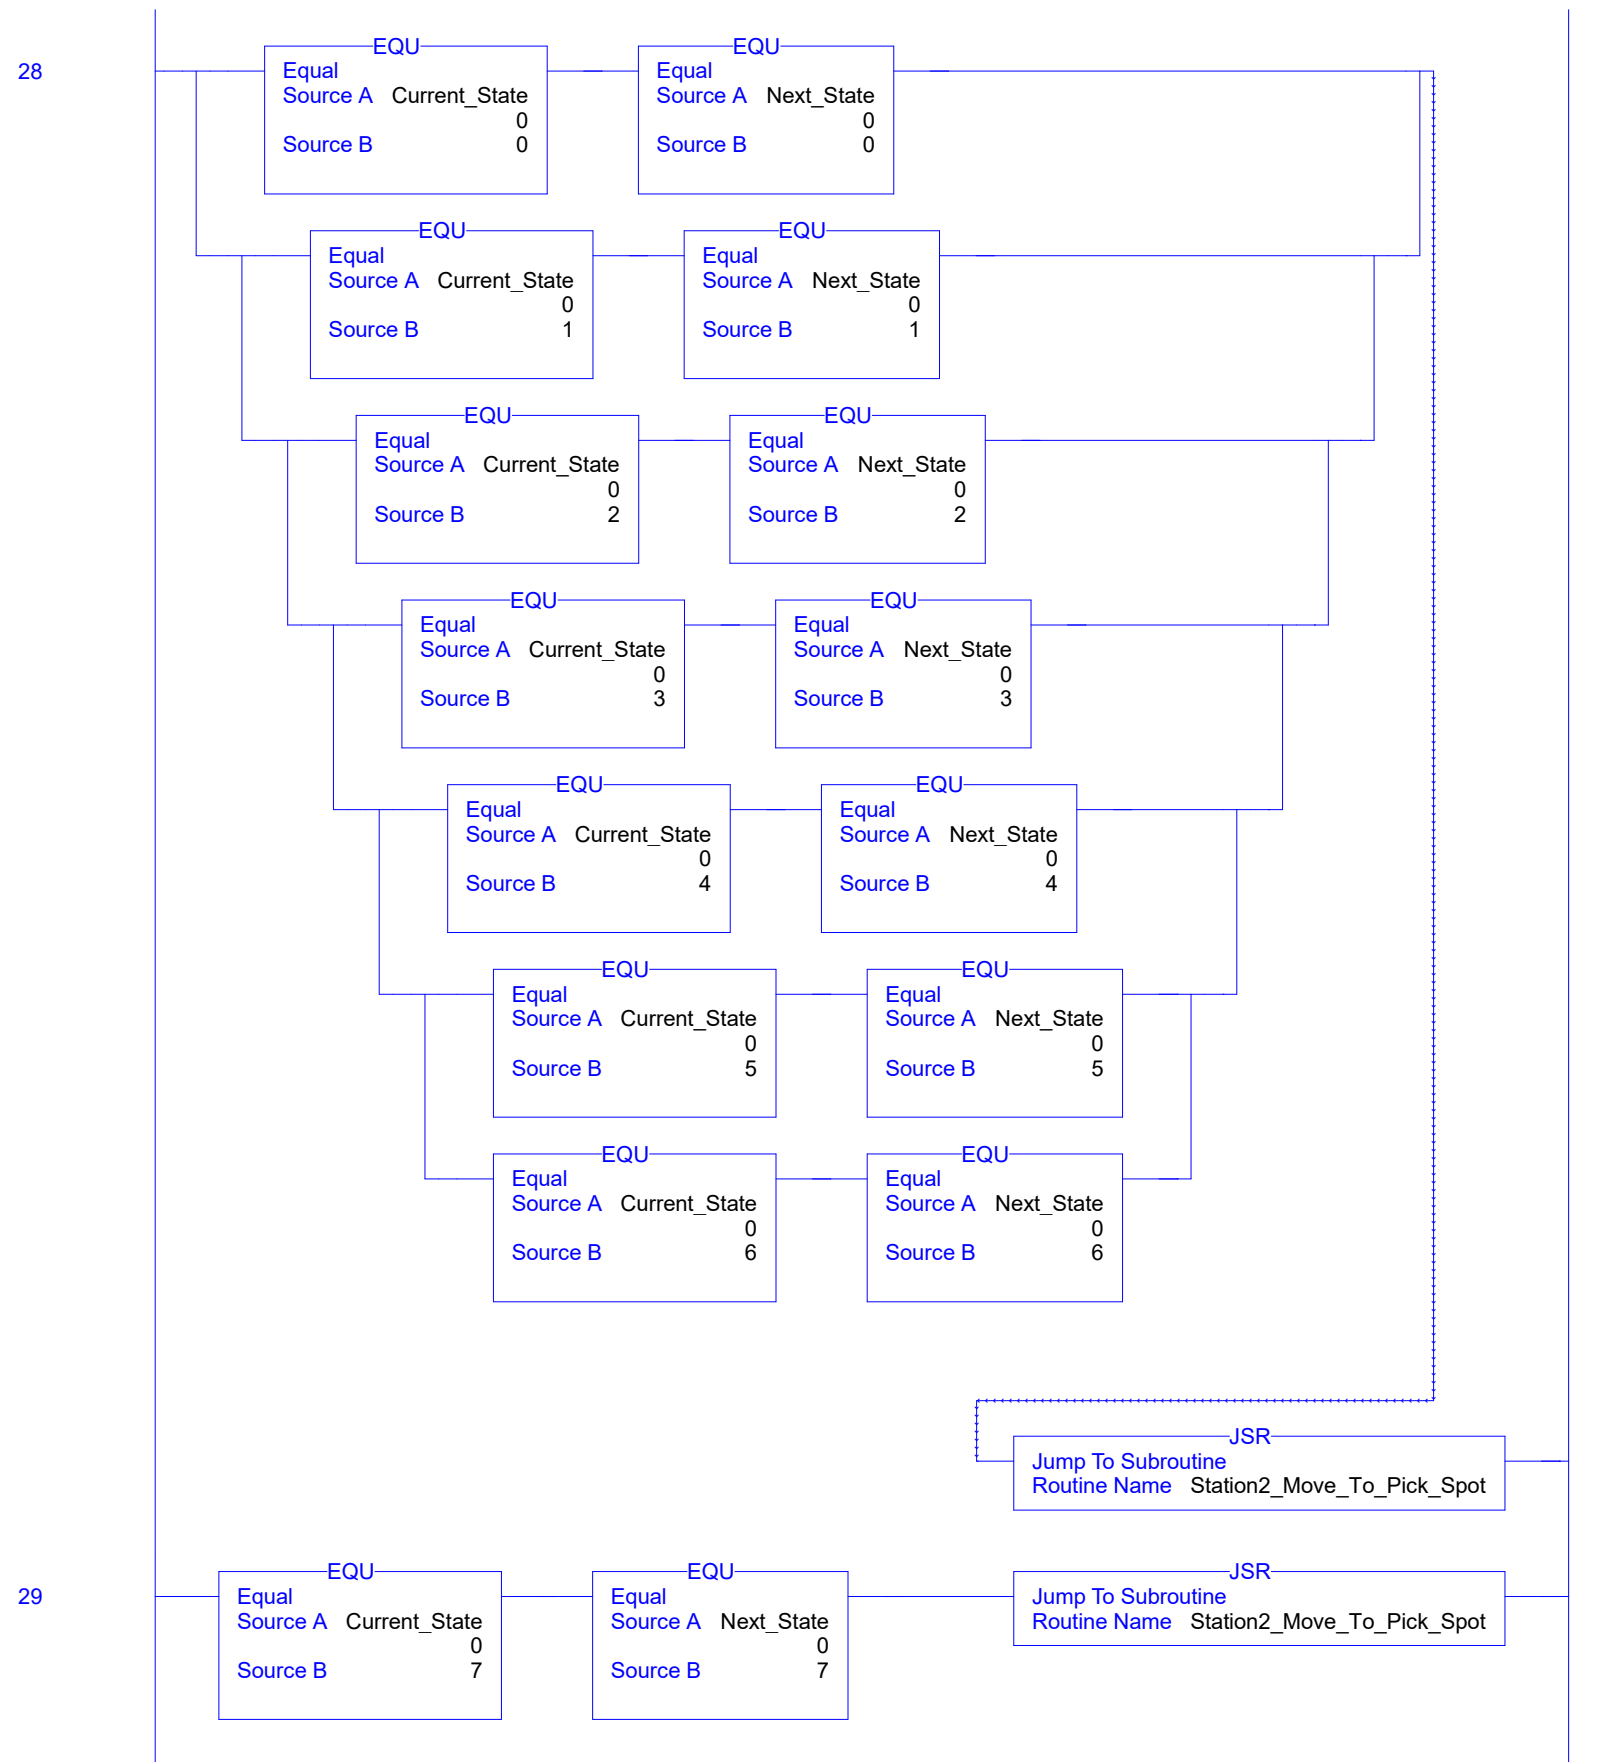 28
EQU EQU
Equal Equal
Source A Current_State Source A Next_State
0 0
Source B 0 Source B 0
EQU EQU
Equal Equal
Source A Current_State Source A Next_State
0 0
Source B 1 Source B 1
EQU EQU
Equal Equal
Source A Current_State Source A Next_State
0 0
Source B 2 Source B 2
EQU EQU
Equal Equal
Source A Current_State Source A Next_State
0 0
Source B 3 Source B 3
EQU EQU
Equal Equal
Source A Current_State Source A Next_State
0 0
Source B 4 Source B 4
EQU EQU
Equal Equal
Source A Current_State Source A Next_State
0 0
Source B 5 Source B 5
EQU EQU
Equal Equal
Source A Current_State Source A Next_State
0 0
Source B 6 Source B 6
JSR
Jump To Subroutine
Routine Name Station2_Move_To_Pick_Spot
29
EQU EQU JSR
Equal Equal Jump To Subroutine
Source A Current_State Source A Next_State Routine Name Station2_Move_To_Pick_Spot
0 0
Source B 7 Source B 7